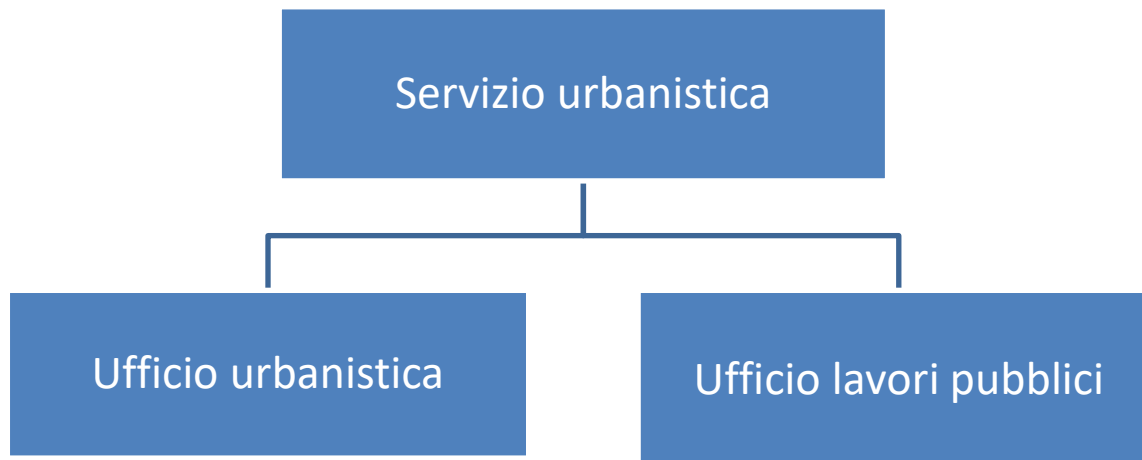 Servizio urbanistica
Ufficio urbanistica
Ufficio lavori pubblici